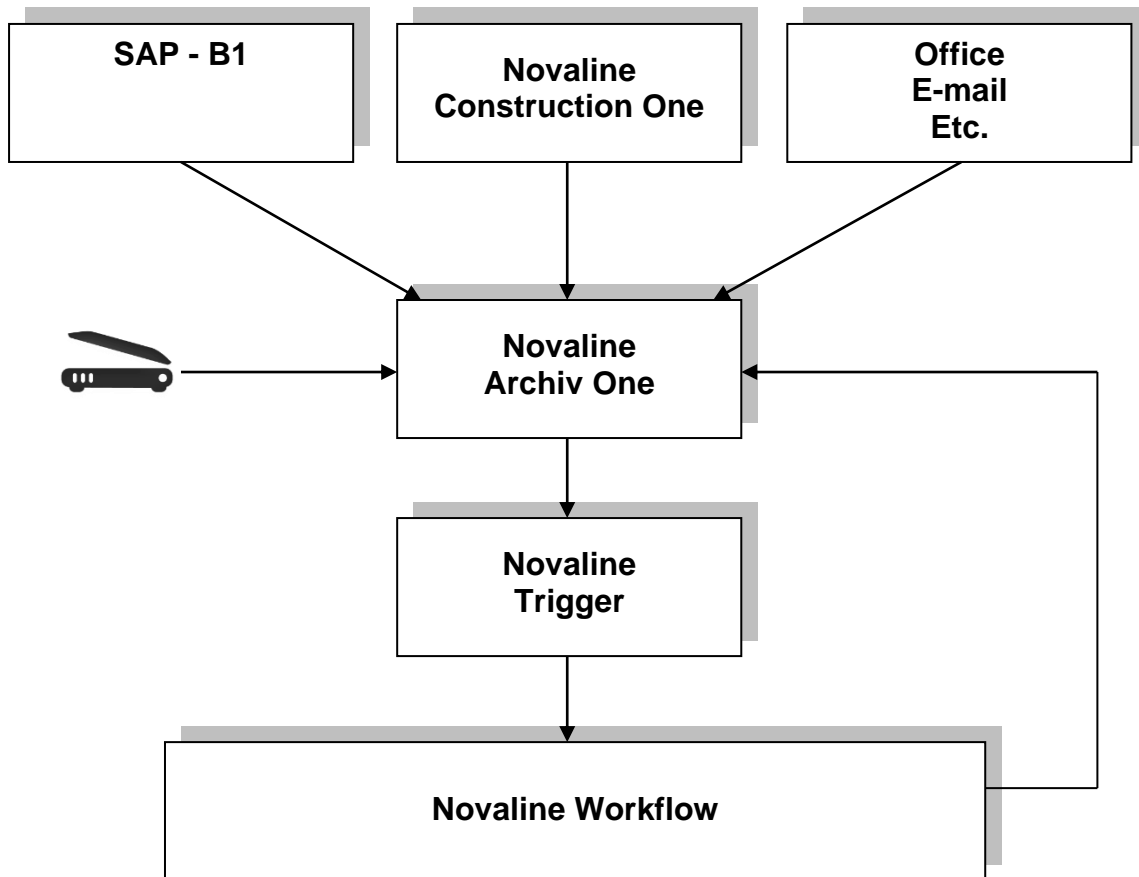 SAP - B1
Novaline
Construction One
Office
E-mail
Etc.
Novaline
Archiv One
Novaline
Trigger
Novaline Workflow